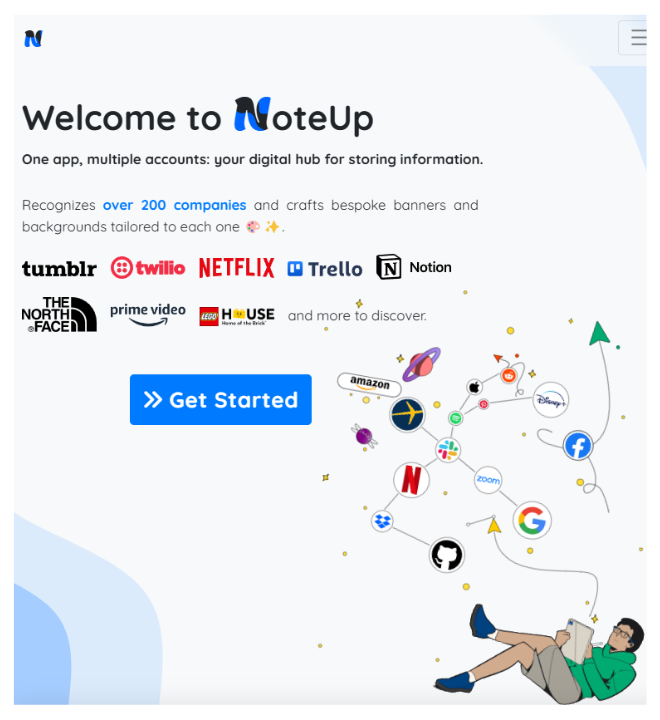 N
Welcome to NoteUp
One app, multiple accounts: your digital hub for storing information.
Recognizes over 200 companies and crafts bespoke banners and
backgrounds tailored to each one 🎨 ✨.
tumblr twilio NETFLIX Trello N Notion
THE
NORTH
FACE prime video LEGO HOUSE and more to discover.
Home of the Brick
Get Started
amazon
Disney+
N
zoom
G